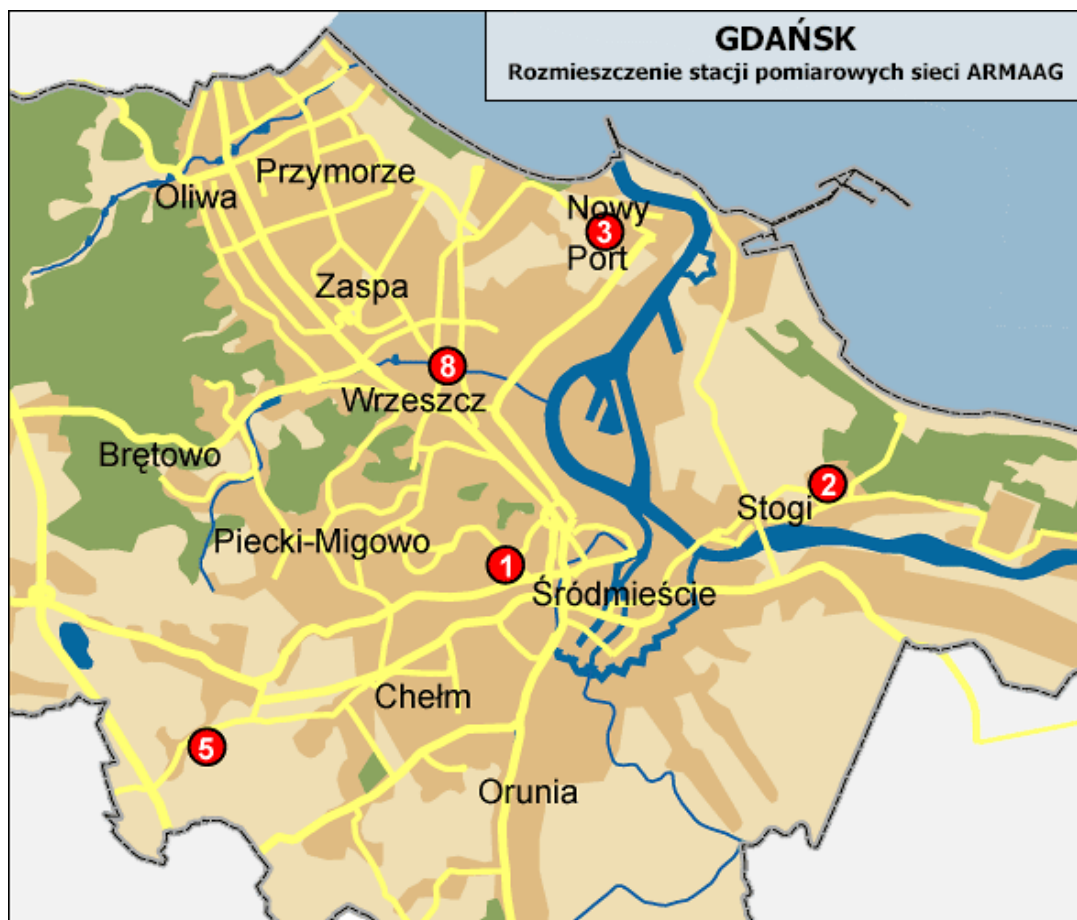 GDAŃSK
Rozmieszczenie stacji pomiarowych sieci ARMAAG
Przymorze
Oliwa
Nowy
3
Port
Zaspa
8
Wrzeszcz
Brętowo
2
Stogi
Piecki-Migowo
1
Śródmieście
Chełm
5
Orunia